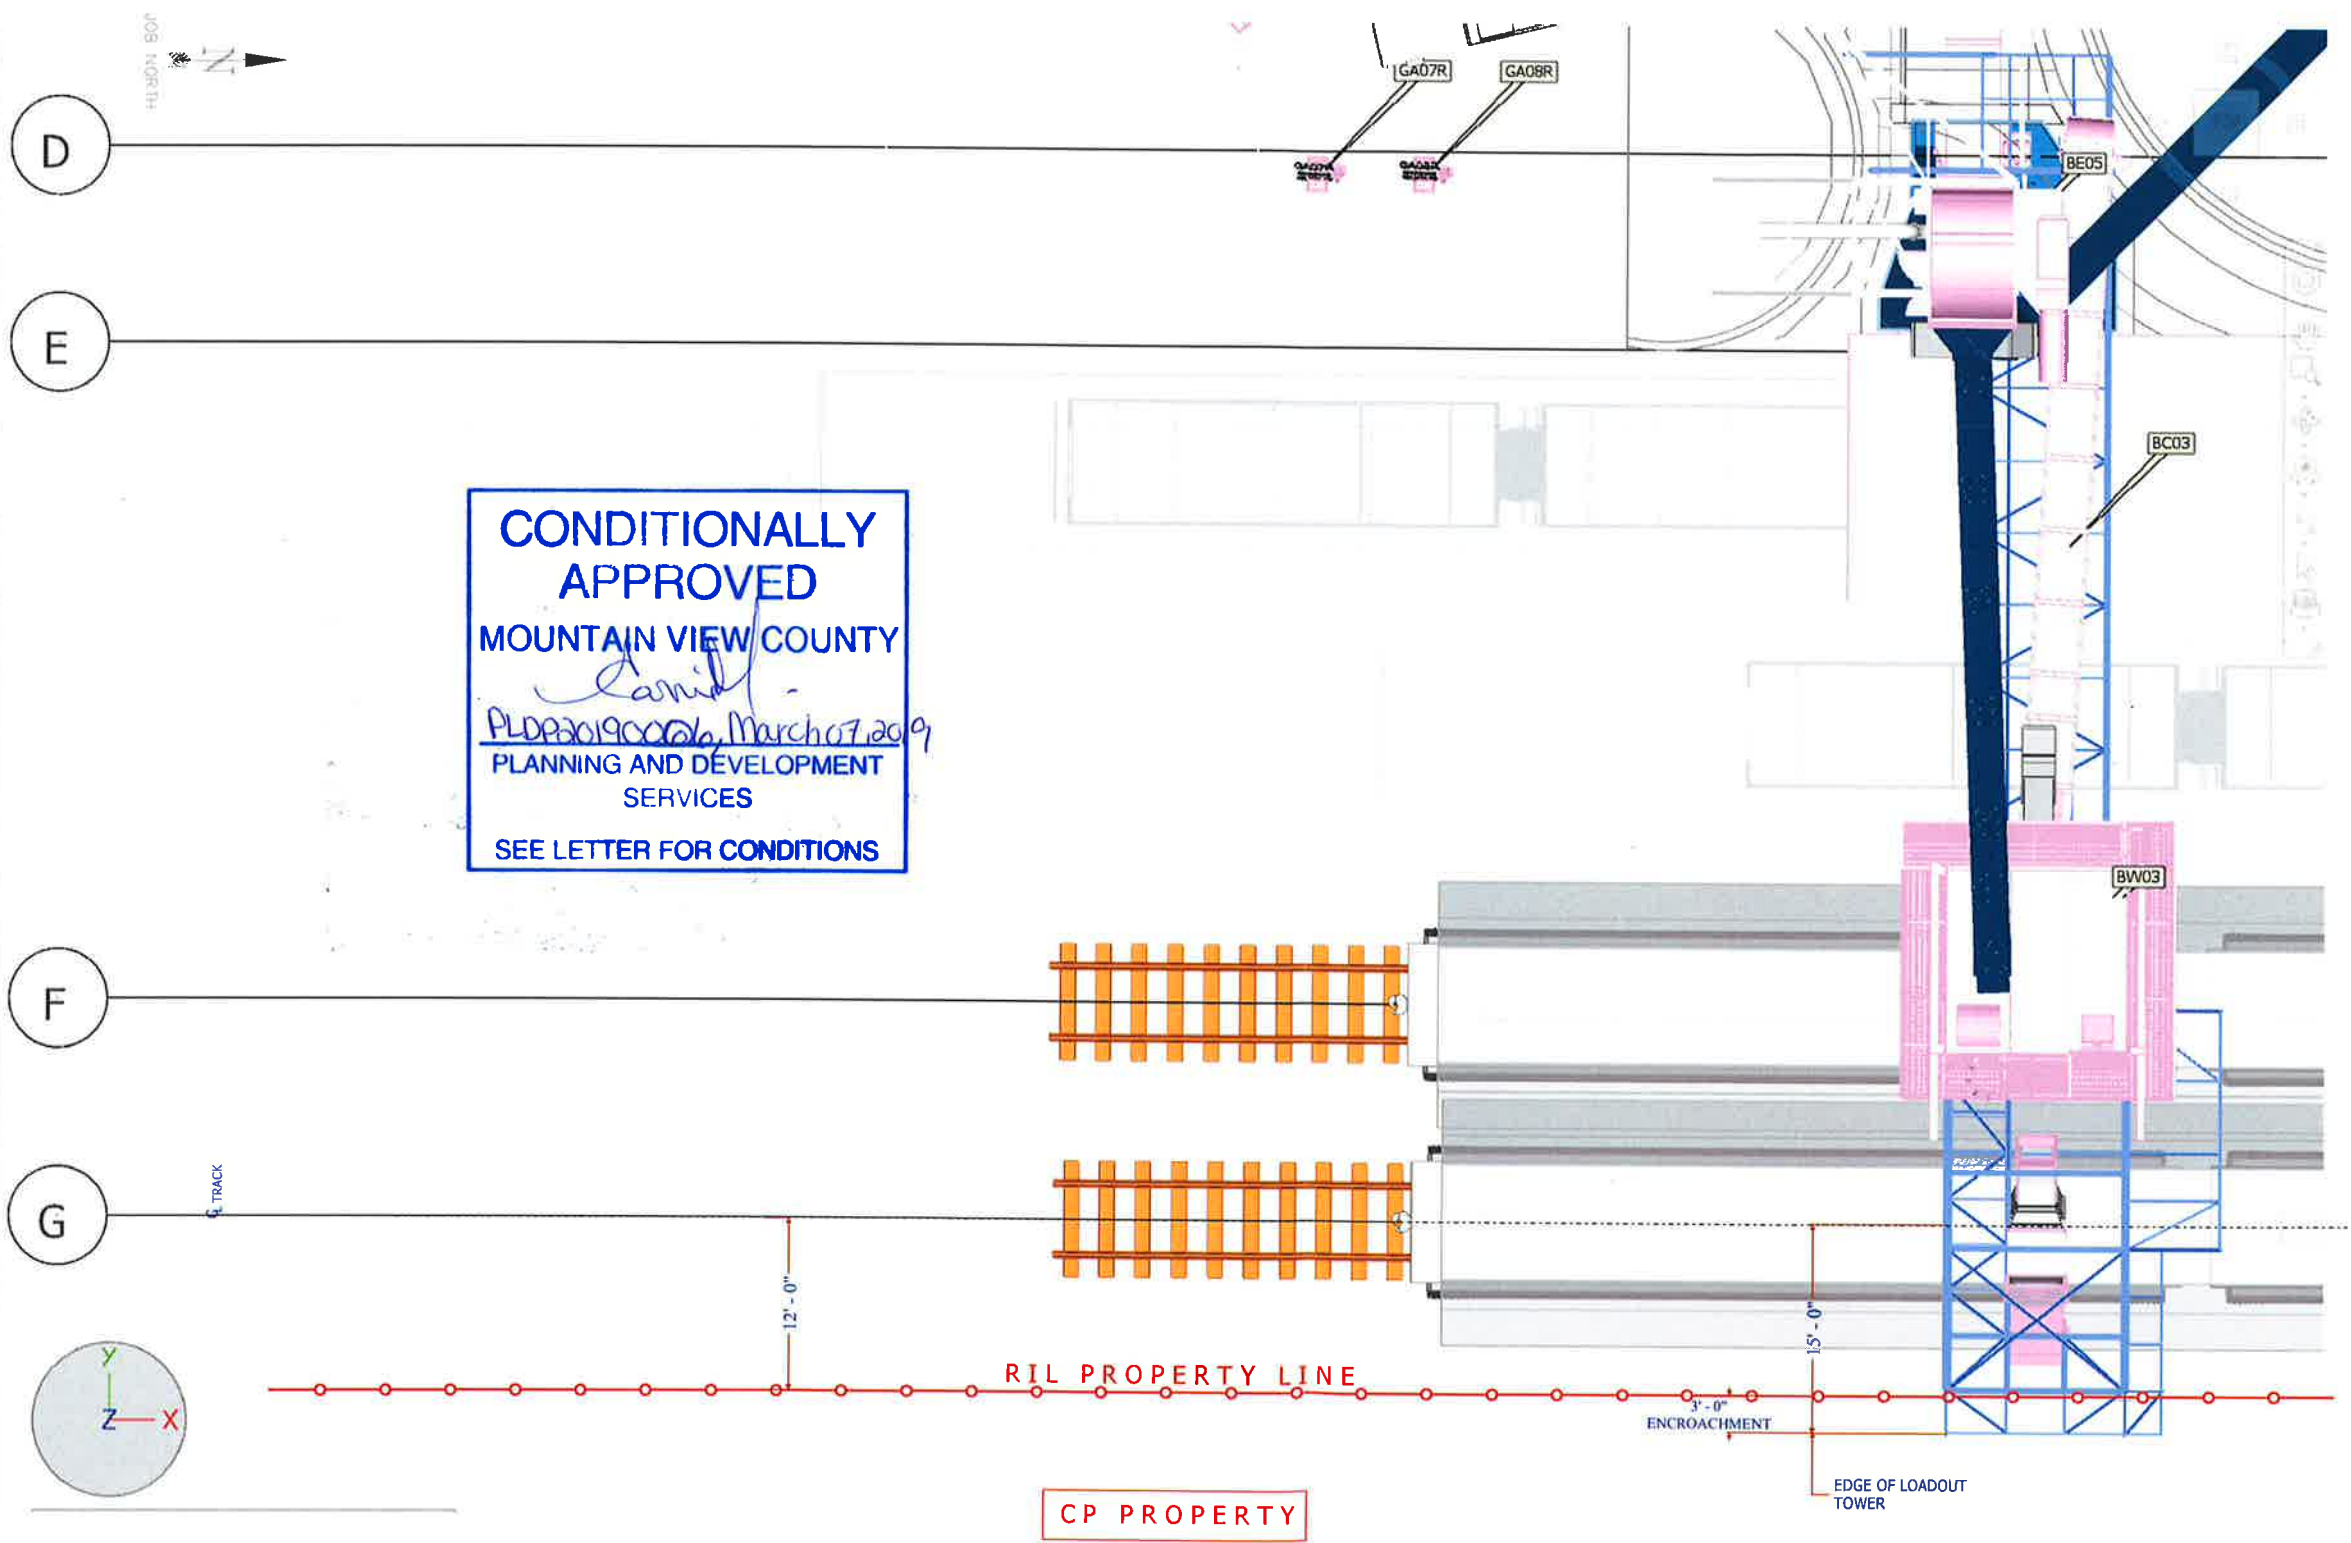 JOB NORTH
N
GA07R
GA08R
D
BE05
E
BC03
CONDITIONALLY
APPROVED
MOUNTAIN VIEW COUNTY
March 07, 2019
PLANNING AND DEVELOPMENT
SERVICES
SEE LETTER FOR CONDITIONS
BW03
F
G
CL TRACK
12' - 0"
15' - 0"
RIL PROPERTY LINE
3' - 0"
ENCROACHMENT
Y
Z
X
EDGE OF LOADOUT
TOWER
CP PROPERTY